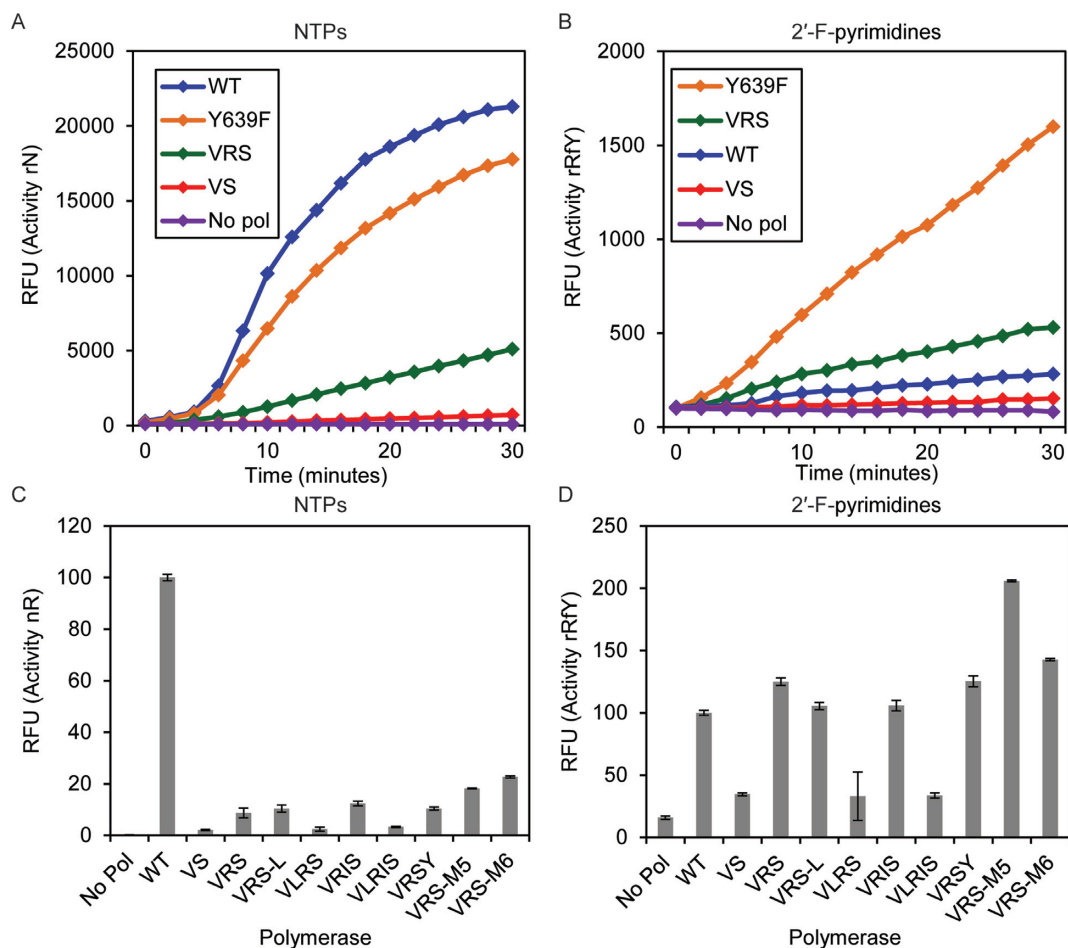 A
NTPs
25000
20000
15000
10000
5000
0
RFU (Activity rN)
WT
Y639F
VRS
VS
No pol
0
10
20
30
Time (minutes)
B
2′-F-pyrimidines
2000
1500
1000
500
0
RFU (Activity rRfY)
Y639F
VRS
WT
VS
No pol
0
10
20
30
Time (minutes)
C
NTPs
120
100
80
60
40
20
0
RFU (Activity nR)
No Pol
WT
VS
VRS
VRS-L
VLRS
VRIS
VLRIS
VRSY
VRS-M5
VRS-M6
Polymerase
D
2′-F-pyrimidines
250
200
150
100
50
0
RFU (Activity rRfY)
No Pol
WT
VS
VRS
VRS-L
VLRS
VRIS
VLRIS
VRSY
VRS-M5
VRS-M6
Polymerase